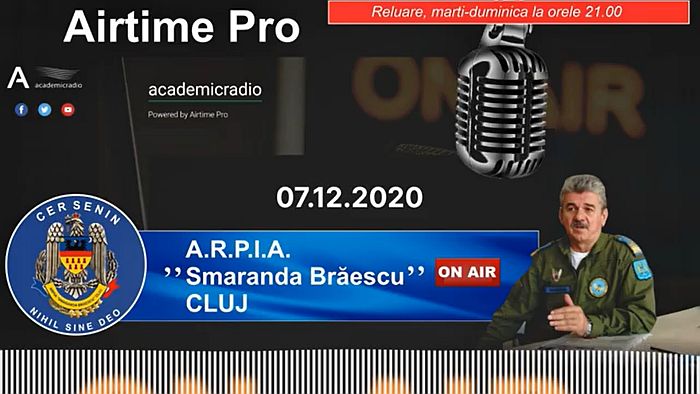 Airtime Pro
Reluare, marti-duminica la orele 21.00
A academicradio
academicradio
Powered by Airtime Pro
ON AIR
07.12.2020
CER SENIN
NIHIL SINE DEO
A.R.P.I.A.
,,Smaranda Brăescu’’
CLUJ
ON AIR